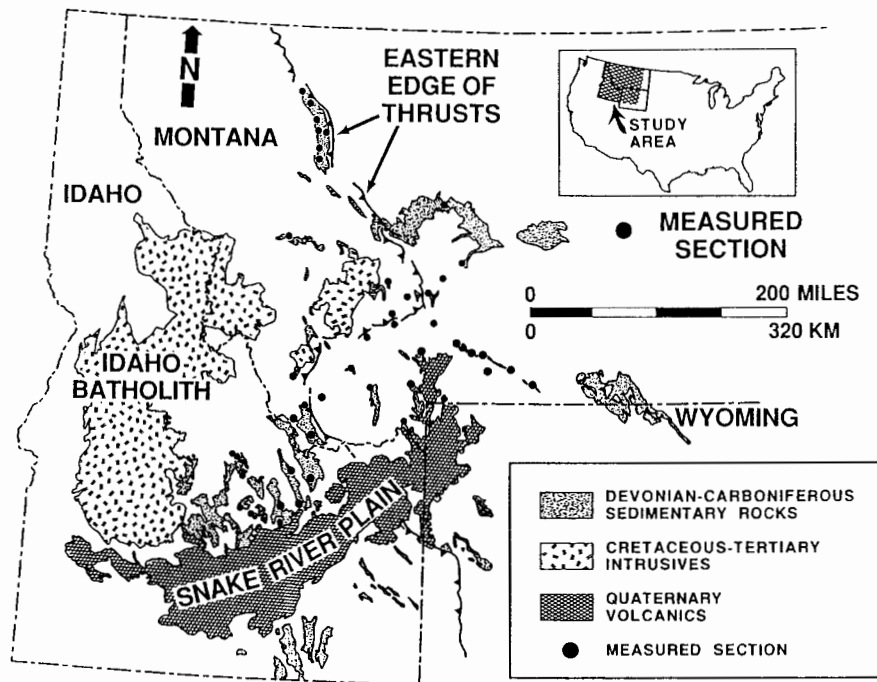 N
MONTANA
IDAHO
EASTERN
EDGE OF
THRUSTS
STUDY
AREA
MEASURED
SECTION
0 200 MILES
0 320 KM
IDAHO
BATHOLITH
WYOMING
SNAKE RIVER PLAIN
DEVONIAN-CARBONIFEROUS
SEDIMENTARY ROCKS
CRETACEOUS-TERTIARY
INTRUSIVES
QUATERNARY
VOLCANICS
MEASURED SECTION